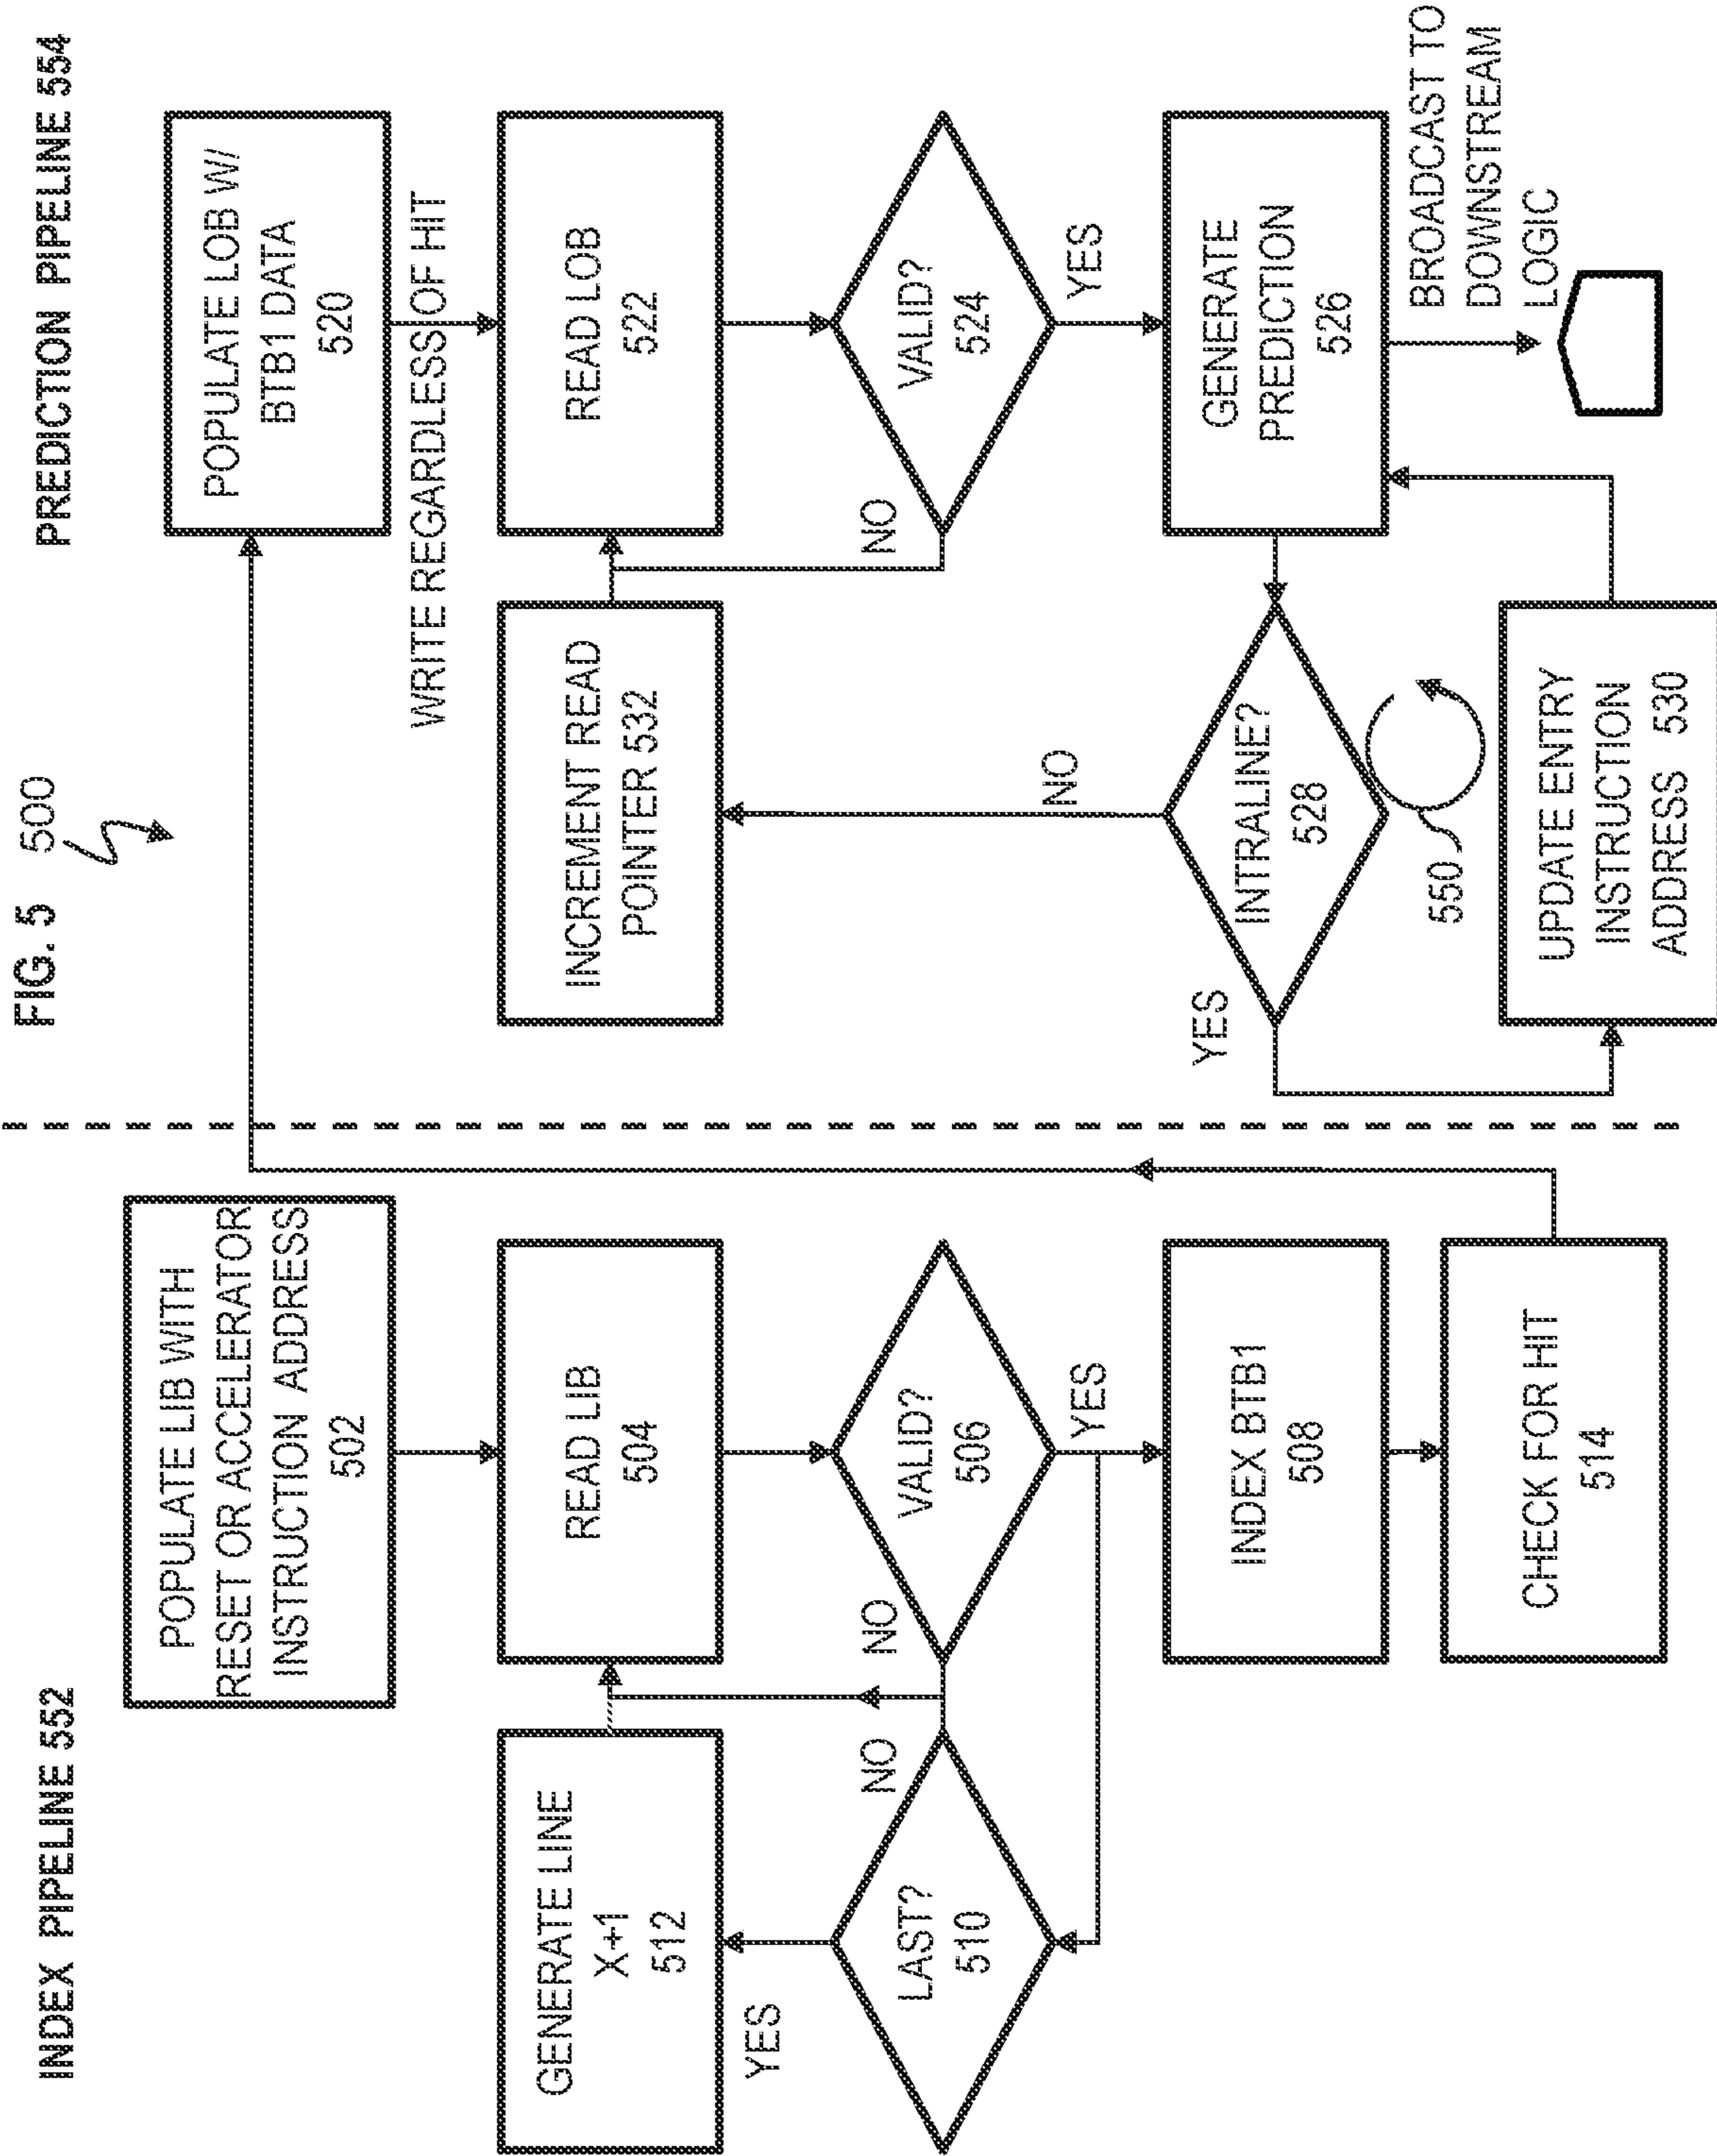 FIG. 5 500
INDEX PIPELINE 552
POPULATE LIB WITH
RESET OR ACCELERATOR
INSTRUCTION ADDRESS
502
GENERATE LINE
X+1
512
READ LIB
504
YES
NO
NO
LAST?
510
VALID?
506
YES
INDEX BTB1
508
CHECK FOR HIT
514
PREDICTION PIPELINE 554
POPULATE LOB W/
BTB1 DATA
520
WRITE REGARDLESS OF HIT
INCREMENT READ
POINTER 532
READ LOB
522
NO
VALID?
524
NO
YES
YES
INTRALINE?
528
GENERATE
PREDICTION
526
550
BROADCAST TO
DOWNSTREAM
LOGIC
UPDATE ENTRY
INSTRUCTION
ADDRESS 530